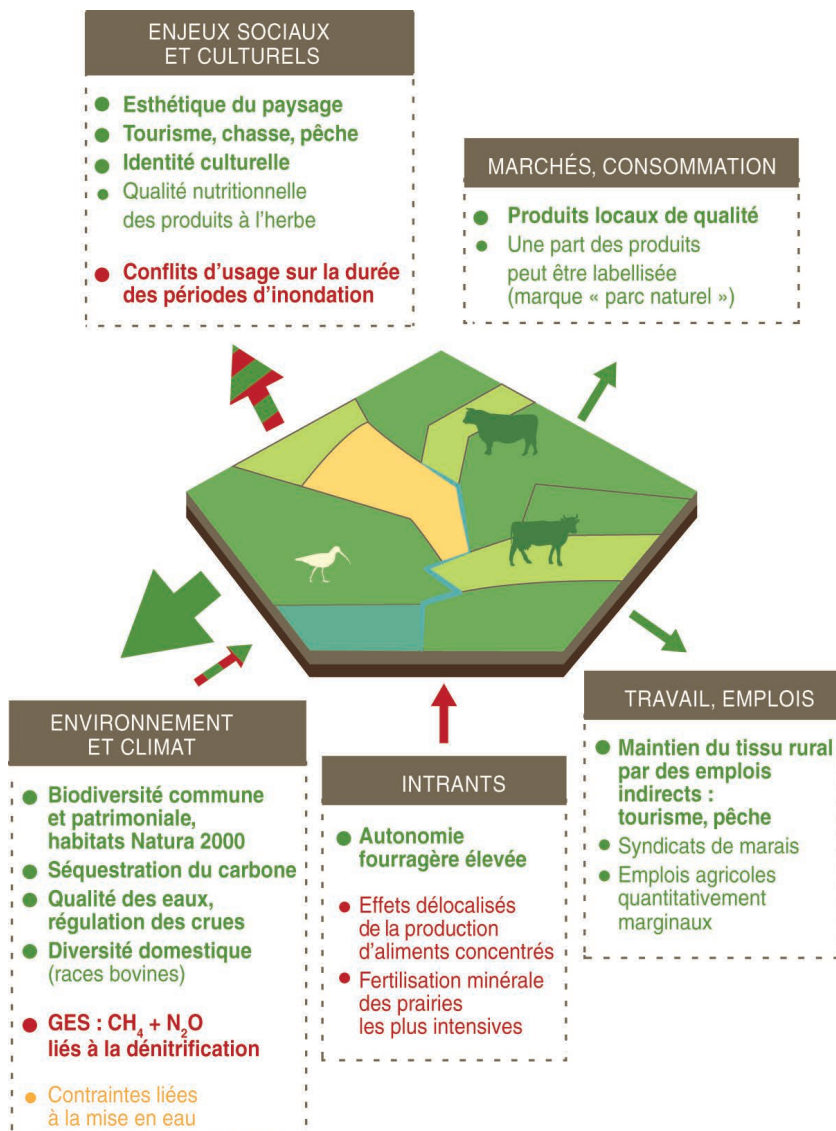 ENJEUX SOCIAUX
ET CULTURELS
Esthétique du paysage
Tourisme, chasse, pêche
Identité culturelle
Qualité nutritionnelle
des produits à l'herbe
Conflits d'usage sur la durée
des périodes d'inondation
MARCHÉS, CONSOMMATION
Produits locaux de qualité
Une part des produits
peut être labellisée
(marque « parc naturel »)
ENVIRONNEMENT
ET CLIMAT
Biodiversité commune
et patrimoniale,
habitats Natura 2000
Séquestration du carbone
Qualité des eaux,
régulation des crues
Diversité domestique
(races bovines)
GES : CH₄ + N₂O
liés à la dénitrification
Contraintes liées
à la mise en eau
INTRANTS
Autonomie
fourragère élevée
Effets délocalisés
de la production
d'aliments concentrés
Fertilisation minérale
des prairies
les plus intensives
TRAVAIL, EMPLOIS
Maintien du tissu rural
par des emplois
indirects :
tourisme, pêche
Syndicats de marais
Emplois agricoles
quantitativement
marginaux